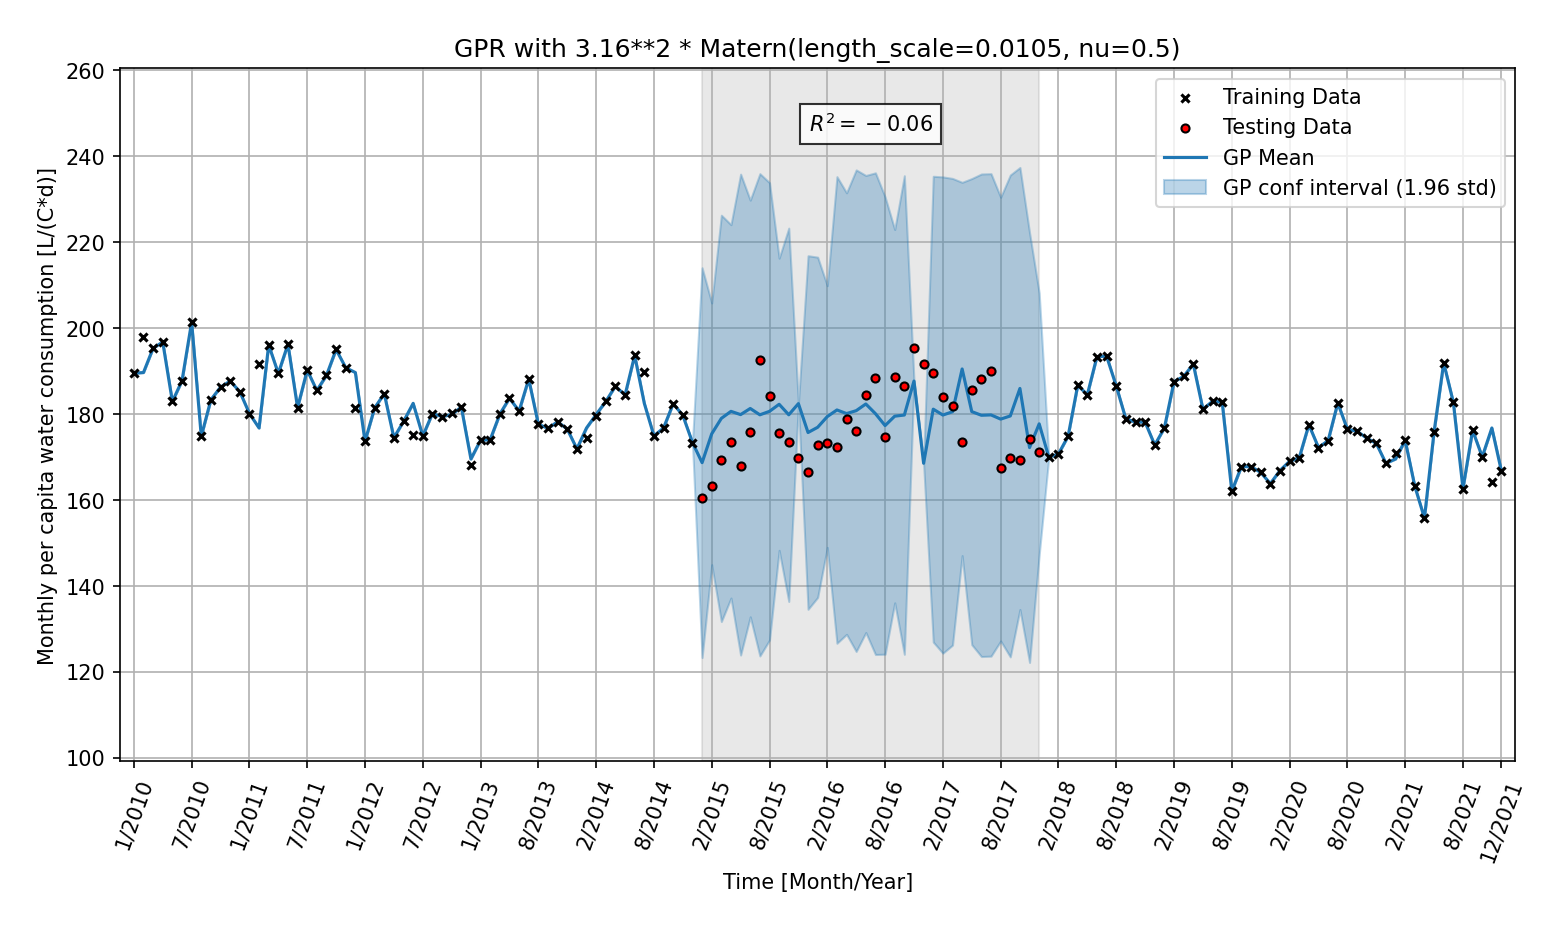 GPR with 3.16**2 * Matern(length_scale=0.0105, nu=0.5)
260
240
220
200
180
160
140
120
100
Monthly per capita water consumption [L/(C*d)]
R² = −0.06
Training Data
Testing Data
GP Mean
GP conf interval (1.96 std)
1/2010 7/2010 1/2011 7/2011 1/2012 7/2012 1/2013 8/2013 2/2014 8/2014 2/2015 8/2015 2/2016 8/2016 2/2017 8/2017 2/2018 8/2018 2/2019 8/2019 2/2020 8/2020 2/2021 8/2021 12/2021
Time [Month/Year]